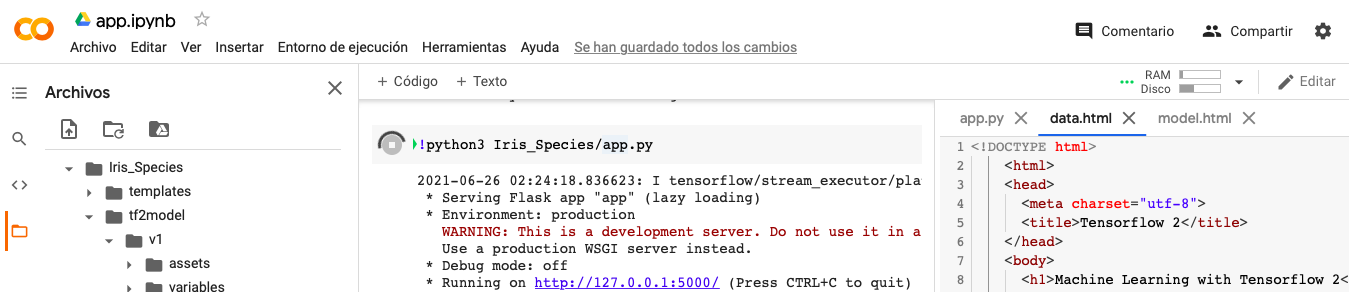 app.ipynb
Archivo Editar Ver Insertar Entorno de ejecución Herramientas Ayuda Se han guardado todos los cambios
Comentario Compartir
Archivos
Iris_Species
templates
tf2model
v1
assets
variables
+ Código + Texto
RAM
Disco
Editar
!python3 Iris_Species/app.py
2021-06-26 02:24:18.836623: I tensorflow/stream_executor/pla
* Serving Flask app "app" (lazy loading)
* Environment: production
WARNING: This is a development server. Do not use it in a
Use a production WSGI server instead.
* Debug mode: off
* Running on http://127.0.0.1:5000/ (Press CTRL+C to quit)
app.py data.html model.html
1 <!DOCTYPE html>
2 <html>
3 <head>
4 <meta charset="utf-8">
5 <title>Tensorflow 2</title>
6 </head>
7 <body>
8 <h1>Machine Learning with Tensorflow 2<